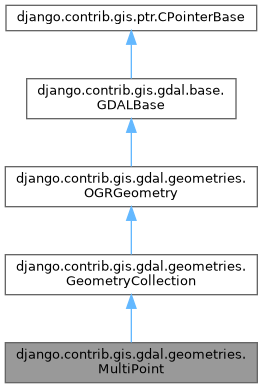 django.contrib.gis.ptr.CPointerBase
django.contrib.gis.gdal.base.
GDALBase
django.contrib.gis.gdal.geometries.
OGRGeometry
django.contrib.gis.gdal.geometries.
GeometryCollection
django.contrib.gis.gdal.geometries.
MultiPoint